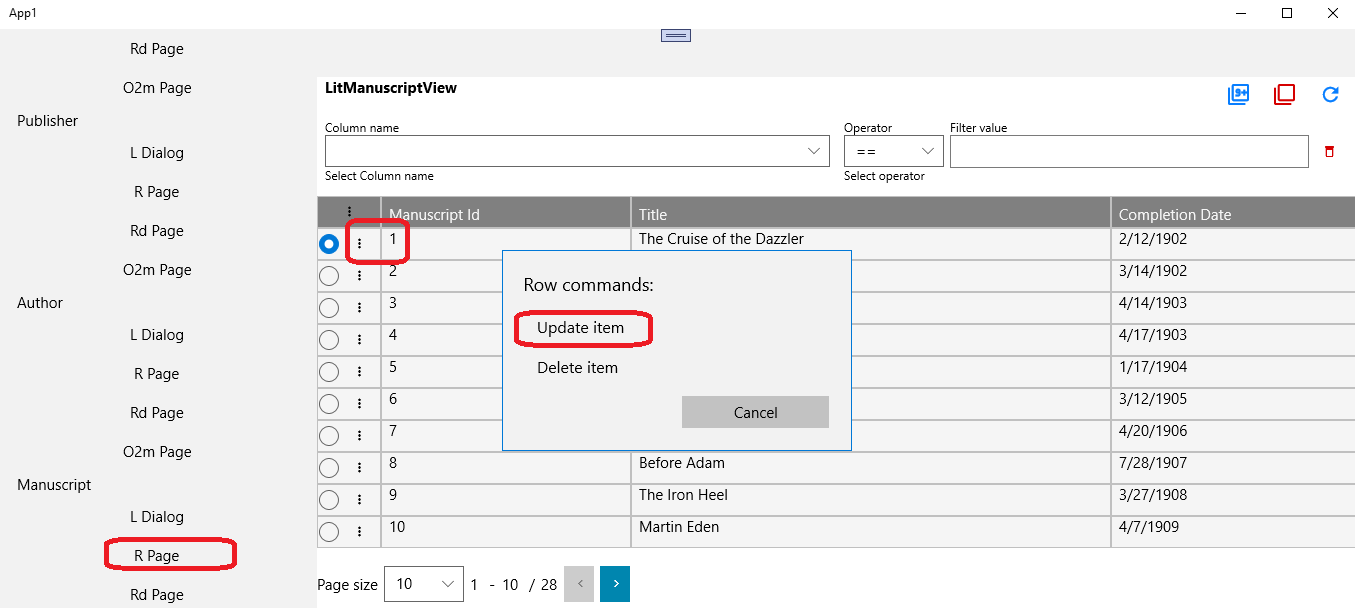 App1
Rd Page
O2m Page
Publisher
L Dialog
R Page
Rd Page
O2m Page
Author
L Dialog
R Page
Rd Page
O2m Page
Manuscript
L Dialog
R Page
Rd Page
LitManuscriptView
9+
Column name
Operator
Filter value
==
Select Column name
Select operator
Manuscript Id Title Completion Date
1 The Cruise of the Dazzler 2/12/1902
2 3/14/1902
3 4/14/1903
4 4/17/1903
5 1/17/1904
6 3/12/1905
7 4/20/1906
8 Before Adam 7/28/1907
9 The Iron Heel 3/27/1908
10 Martin Eden 4/7/1909
Row commands:
Update item
Delete item
Cancel
Page size 10 1 - 10 / 28 < >